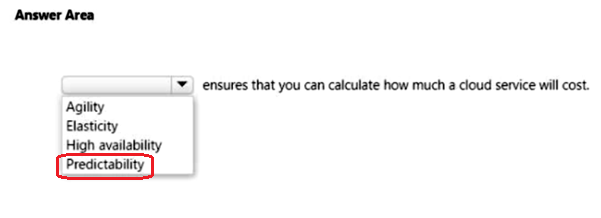 Answer Area
ensures that you can calculate how much a cloud service will cost.
Agility
Elasticity
High availability
Predictability